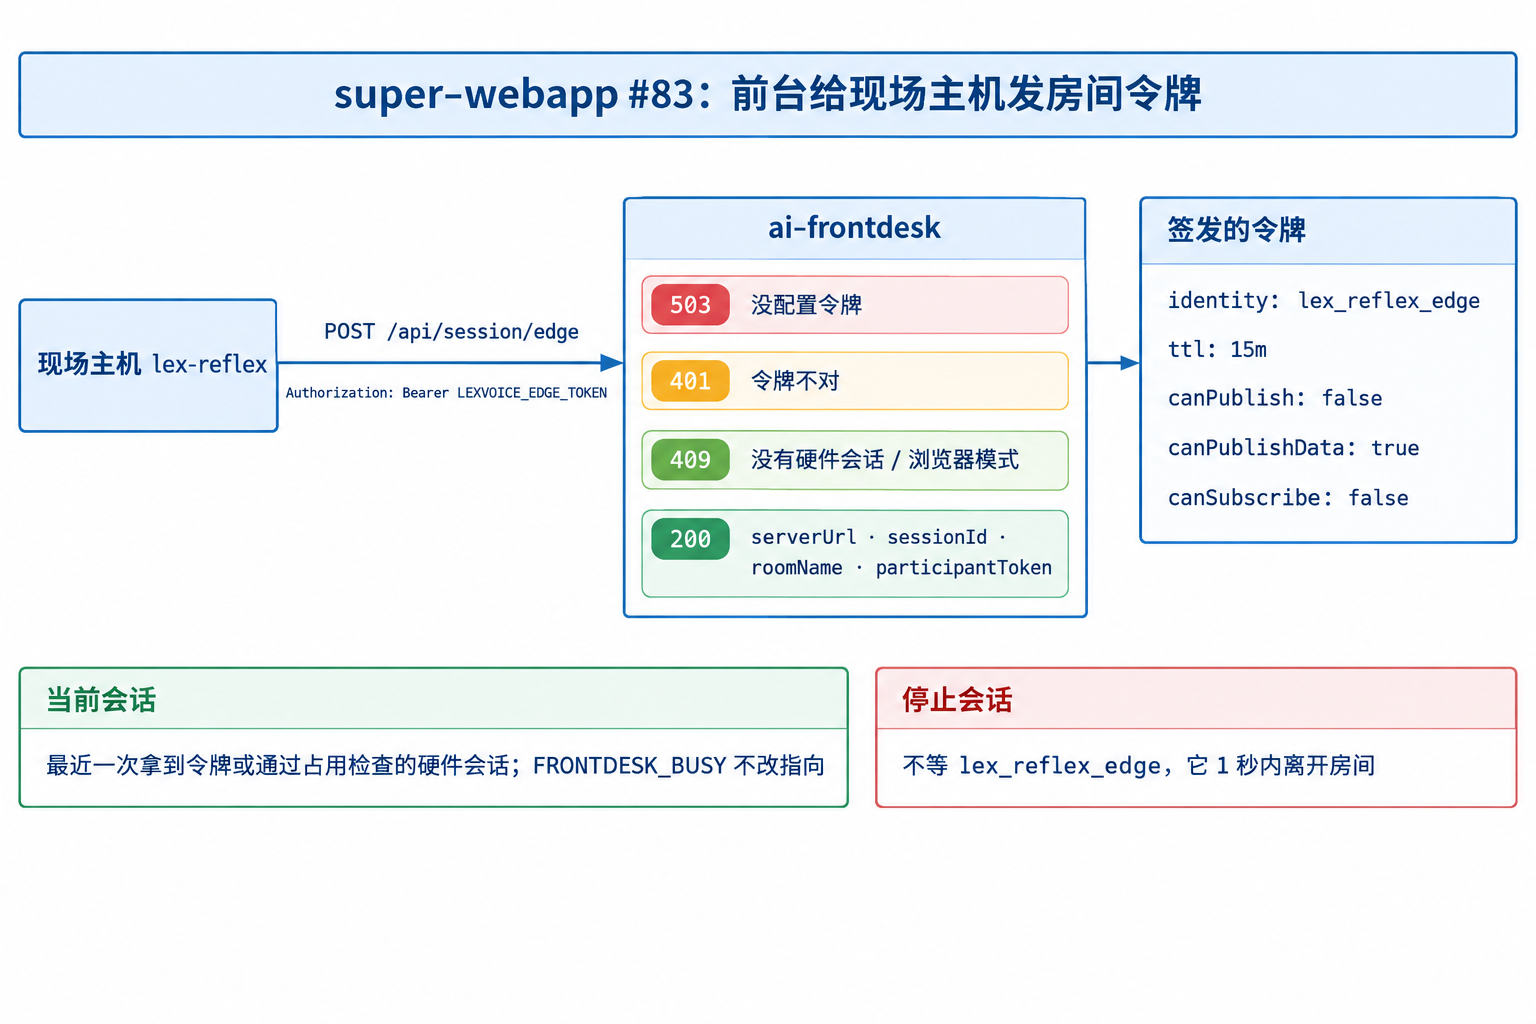 super-webapp #83：前台给现场主机发房间令牌
现场主机 lex-reflex
POST /api/session/edge
Authorization: Bearer LEXVOICE_EDGE_TOKEN
ai-frontdesk
503 没配置令牌
401 令牌不对
409 没有硬件会话 / 浏览器模式
200 serverUrl · sessionId ·
roomName · participantToken
签发的令牌
identity: lex_reflex_edge
ttl: 15m
canPublish: false
canPublishData: true
canSubscribe: false
当前会话
最近一次拿到令牌或通过占用检查的硬件会话；FRONTDESK_BUSY 不改指向
停止会话
不等 lex_reflex_edge，它 1 秒内离开房间